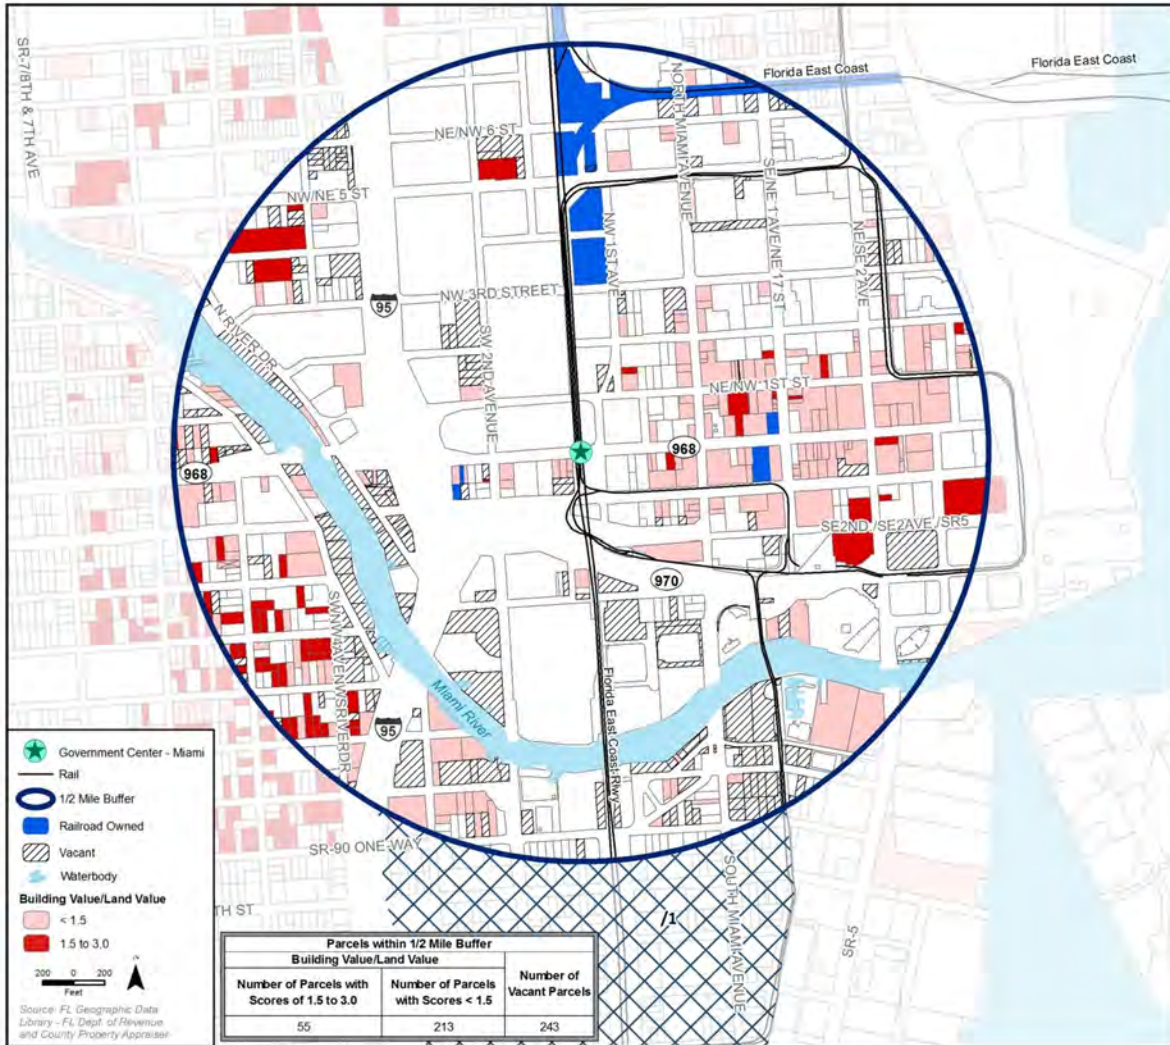 Florida East Coast
Florida East Coast
SR-7/8TH & 7TH AVE
NORTH MIAMI AVENUE
NE/NW 6 ST
SE/NE 1 AVE/NE 17 ST
NW/NE 5 ST
NW 1ST AVE
NE/SE 2 AVE
NW 3RD STREET
95
N RIVER DR
SW 2ND AVENUE
NE/NW 1ST ST
968
968
SE2ND /SE2AVE /SR5
970
Miami River
Florida East Coast Rlwy
95
SR-90 ONE-WAY
TH ST
/1
SOUTH MIAMI AVENUE
SR-5
Government Center - Miami
Rail
1/2 Mile Buffer
Railroad Owned
Vacant
Waterbody
Building Value/Land Value
< 1.5
1.5 to 3.0
200 0 200
Feet
Source: FL Geographic Data
Library - FL Dept. of Revenue
and County Property Appraiser
Parcels within 1/2 Mile Buffer
Building Value/Land Value
Number of Parcels with
Scores of 1.5 to 3.0
Number of Parcels
with Scores < 1.5
Number of
Vacant Parcels
55 213 243